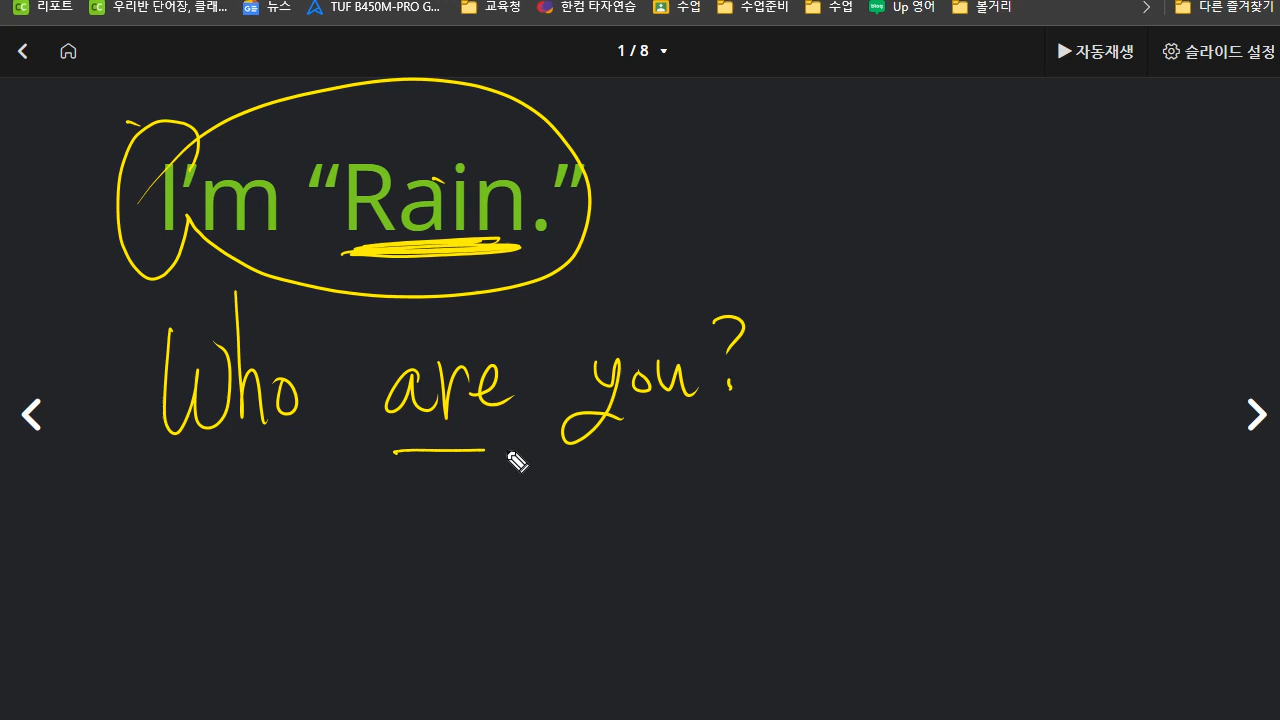 리포트 우리반 단어장, 클래... 뉴스 TUF B450M-PRO G... 교육청 한컴 타자연습 수업 수업준비 수업 Up 영어 볼거리 다른 즐겨찾기
1 / 8 자동재생 슬라이드 설정
I'm “Rain.”
Who are you?